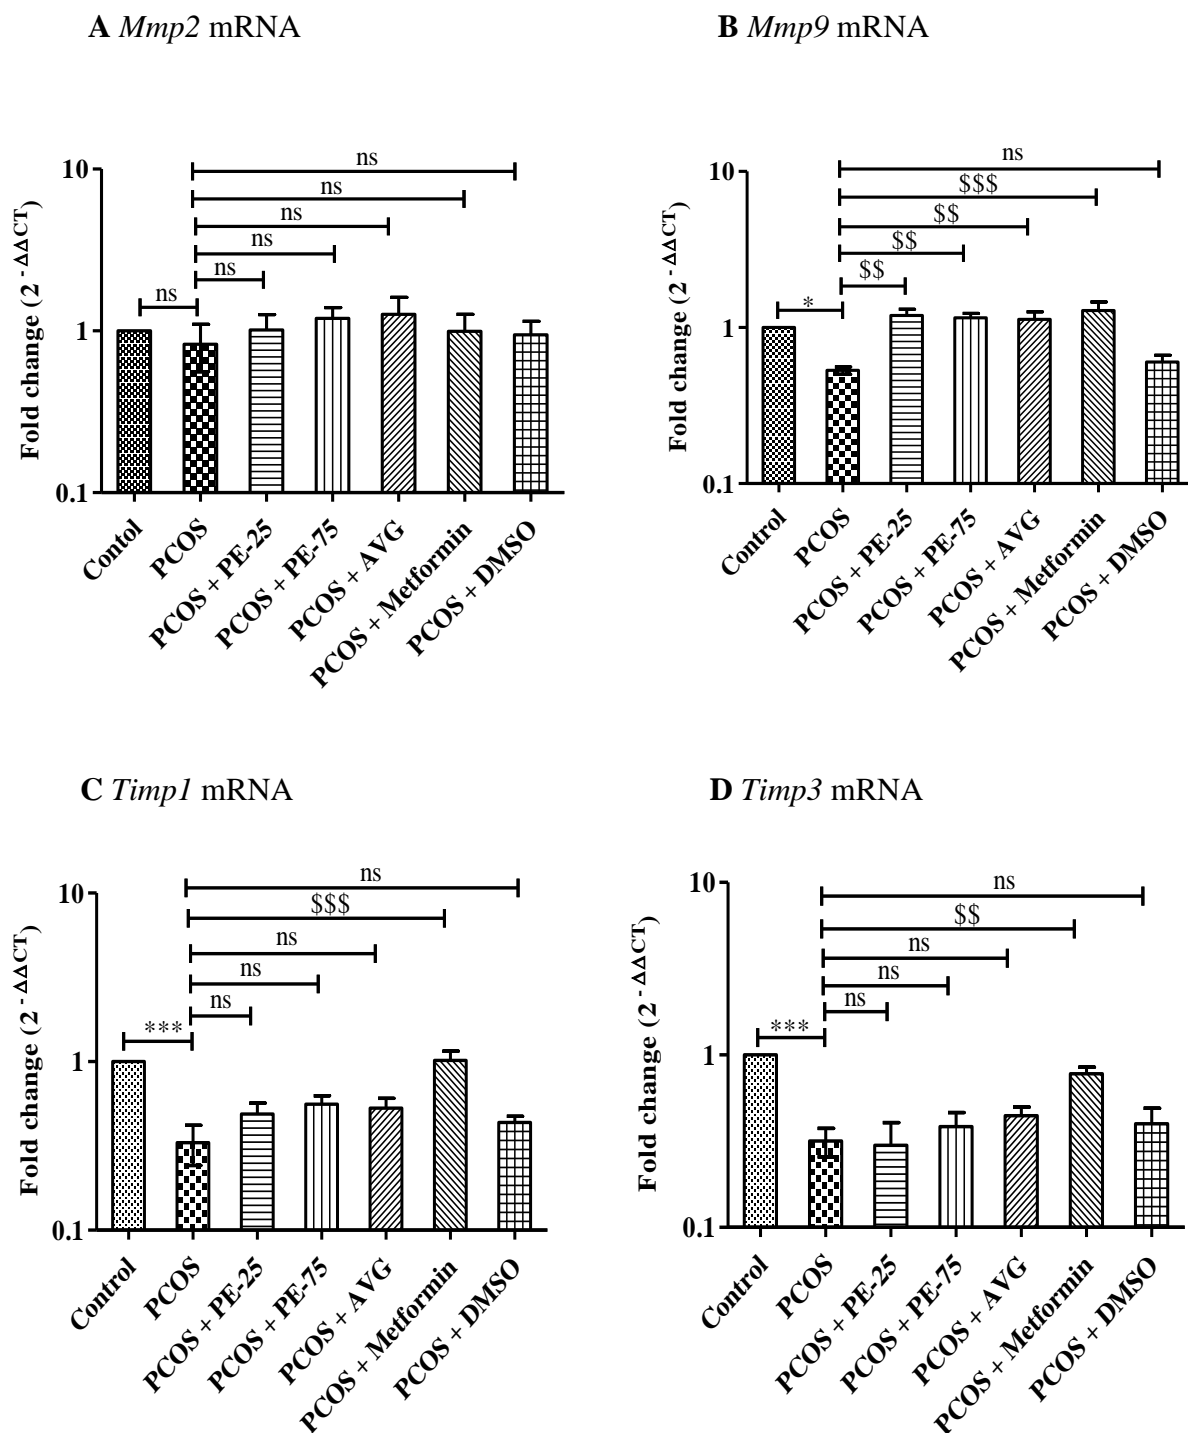 A Mmp2 mRNA
Fold change (2 - ΔΔCT)
10
1
0.1
ns
ns
ns
ns
ns
ns
Contol
PCOS
PCOS + PE-25
PCOS + PE-75
PCOS + AVG
PCOS + Metformin
PCOS + DMSO
B Mmp9 mRNA
Fold change (2 - ΔΔCT)
10
1
0.1
ns
$$$
$$
$$
$$
*
Control
PCOS
PCOS + PE-25
PCOS + PE-75
PCOS + AVG
PCOS + Metformin
PCOS + DMSO
C Timp1 mRNA
Fold change (2 - ΔΔCT)
10
1
0.1
ns
$$$
ns
ns
ns
***
Control
PCOS
PCOS + PE-25
PCOS + PE-75
PCOS + AVG
PCOS + Metformin
PCOS + DMSO
D Timp3 mRNA
Fold change (2 - ΔΔCT)
10
1
0.1
ns
$$
ns
ns
ns
***
Control
PCOS
PCOS + PE-25
PCOS + PE-75
PCOS + AVG
PCOS + Metformin
PCOS + DMSO